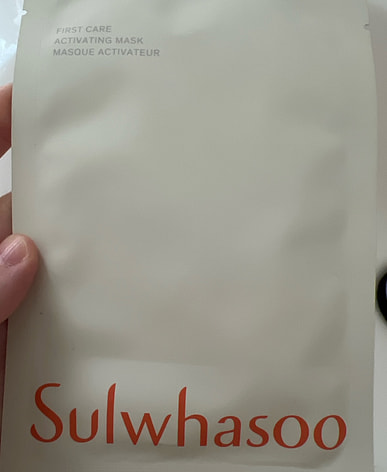 FIRST CARE
ACTIVATING MASK
MASQUE ACTIVATEUR
Sulwhasoo